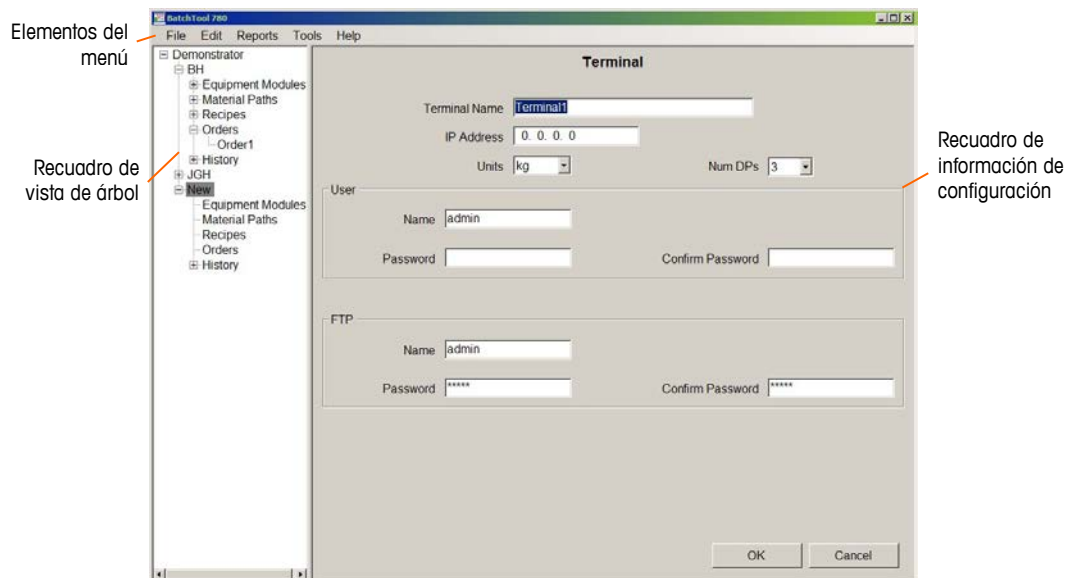 Elementos del
menú
Recuadro de
vista de árbol
BatchTool 780
File Edit Reports Tools Help
Demonstrator
BH
Equipment Modules
Material Paths
Recipes
Orders
Order1
History
JGH
New
Equipment Modules
Material Paths
Recipes
Orders
History
Terminal
Terminal Name Terminal1
IP Address 0. 0. 0. 0
Units kg Num DPs 3
User
Name admin
Password Confirm Password
FTP
Name admin
Password ***** Confirm Password *****
OK Cancel
Recuadro de
información de
configuración